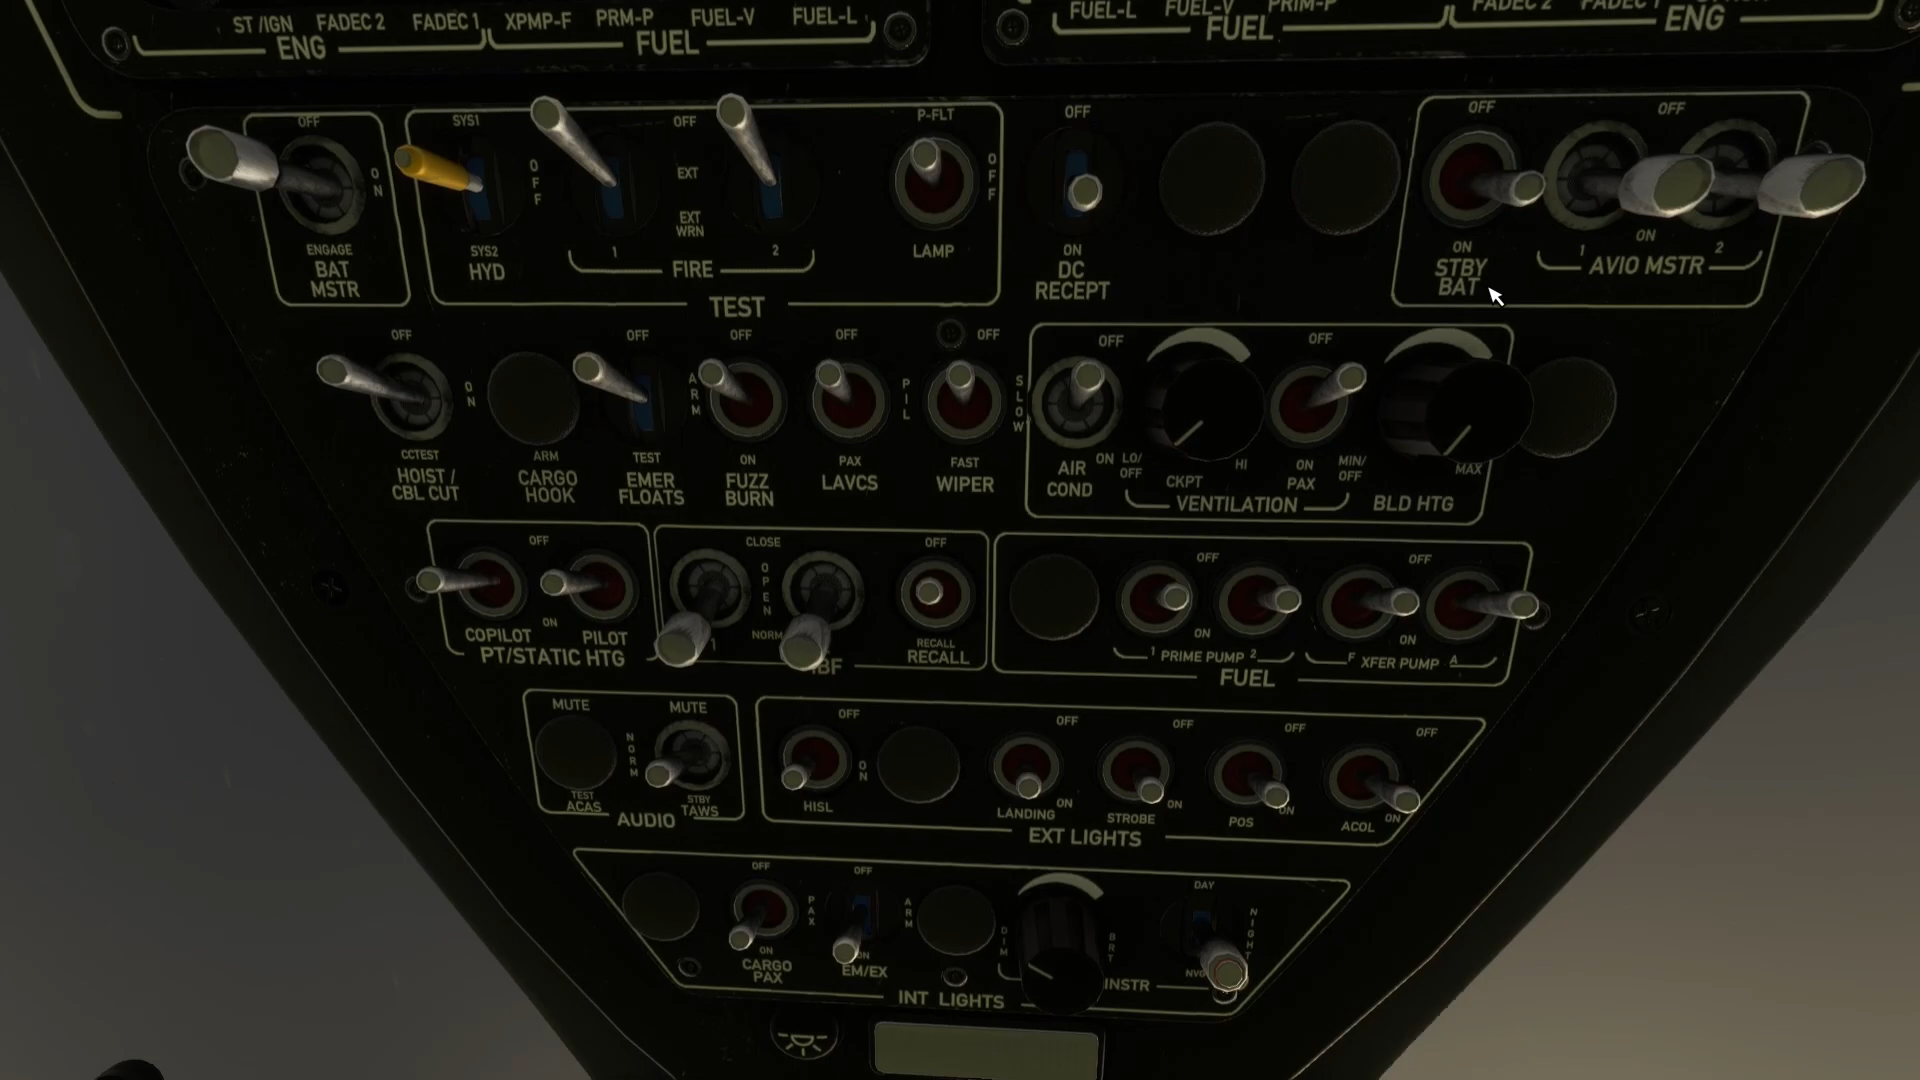 ST/IGN FADEC 2 FADEC 1 XPMP-F PRM-P FUEL-V FUEL-L
ENG FUEL
FUEL-L FUEL-V PRIM-P FADEC 2 FADEC 1
FUEL ENG
OFF
ON
ENGAGE
BAT
MSTR
SYS1
OFF
SYS2
HYD
OFF
EXT
EXT
WRN
1 FIRE 2
P-FLT
OFF
LAMP
TEST
OFF
ON
DC
RECEPT
OFF OFF
ON
STBY
BAT
1 ON 2
AVIO MSTR
OFF
ON
CCTEST
HOIST /
CBL CUT
ARM
CARGO
HOOK
OFF
ARM
TEST
EMER
FLOATS
OFF
ON
FUZZ
BURN
OFF
PIL
PAX
LAVCS
OFF
SLOW
FAST
WIPER
OFF
ON
AIR
COND
LO/
OFF
HI
CKPT
OFF
ON
PAX
VENTILATION
MIN/
OFF
MAX
BLD HTG
OFF
ON
COPILOT PILOT
PT/STATIC HTG
CLOSE
OPEN
NORM
1
IBF
OFF
RECALL
RECALL
OFF
ON
1 PRIME PUMP 2
OFF
ON
F XFER PUMP A
FUEL
MUTE MUTE
NORM
TEST
ACAS
STBY
TAWS
AUDIO
OFF
ON
HISL
OFF
ON
LANDING
OFF
ON
STROBE
OFF
ON
POS
OFF
ON
ACOL
EXT LIGHTS
OFF
PAX
ON
CARGO
PAX
OFF
ARM
ON
EM/EX
DIM
BRT
INSTR
DAY
NIGHT
NVG
INT LIGHTS